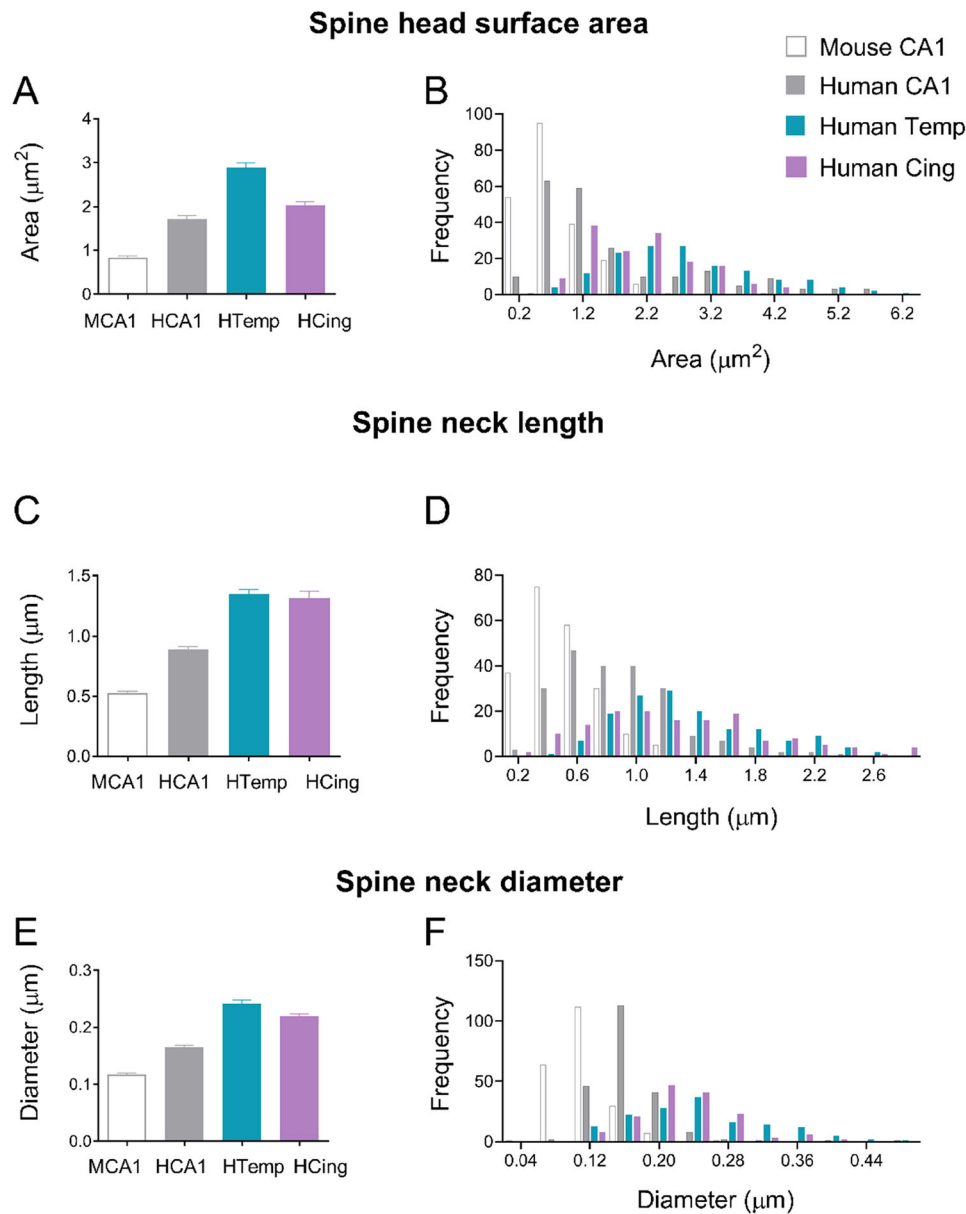 Spine head surface area
Mouse CA1
Human CA1
Human Temp
Human Cing
A
Area (μm²)
4
3
2
1
0
MCA1 HCA1 HTemp HCing
B
Frequency
100
80
60
40
20
0
0.2 1.2 2.2 3.2 4.2 5.2 6.2
Area (μm²)
Spine neck length
C
Length (μm)
1.5
1.0
0.5
0.0
MCA1 HCA1 HTemp HCing
D
Frequency
80
60
40
20
0
0.2 0.6 1.0 1.4 1.8 2.2 2.6
Length (μm)
Spine neck diameter
E
Diameter (μm)
0.3
0.2
0.1
0.0
MCA1 HCA1 HTemp HCing
F
Frequency
150
100
50
0
0.04 0.12 0.20 0.28 0.36 0.44
Diameter (μm)